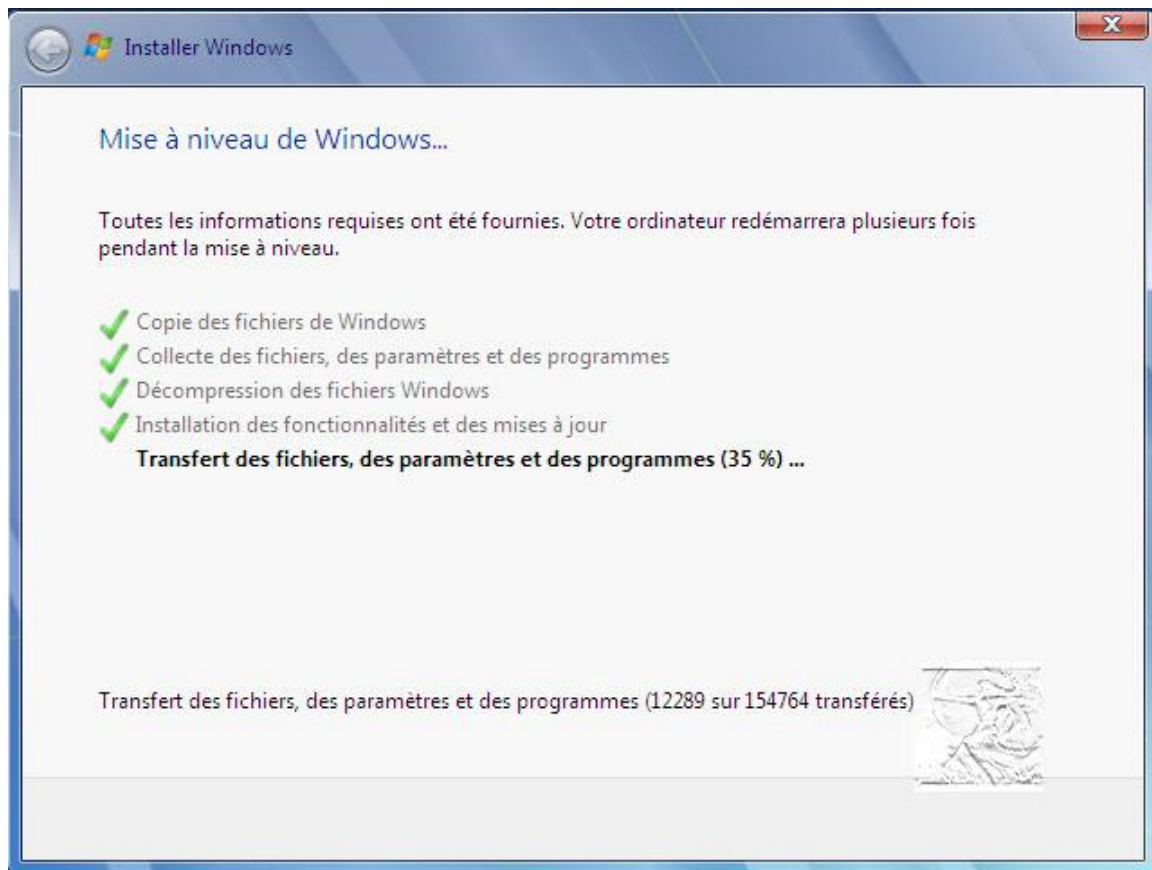 Installer Windows
Mise à niveau de Windows...
Toutes les informations requises ont été fournies. Votre ordinateur redémarrera plusieurs fois
pendant la mise à niveau.
Copie des fichiers de Windows
Collecte des fichiers, des paramètres et des programmes
Décompression des fichiers Windows
Installation des fonctionnalités et des mises à jour
Transfert des fichiers, des paramètres et des programmes (35 %) ...
Transfert des fichiers, des paramètres et des programmes (12289 sur 154764 transférés)